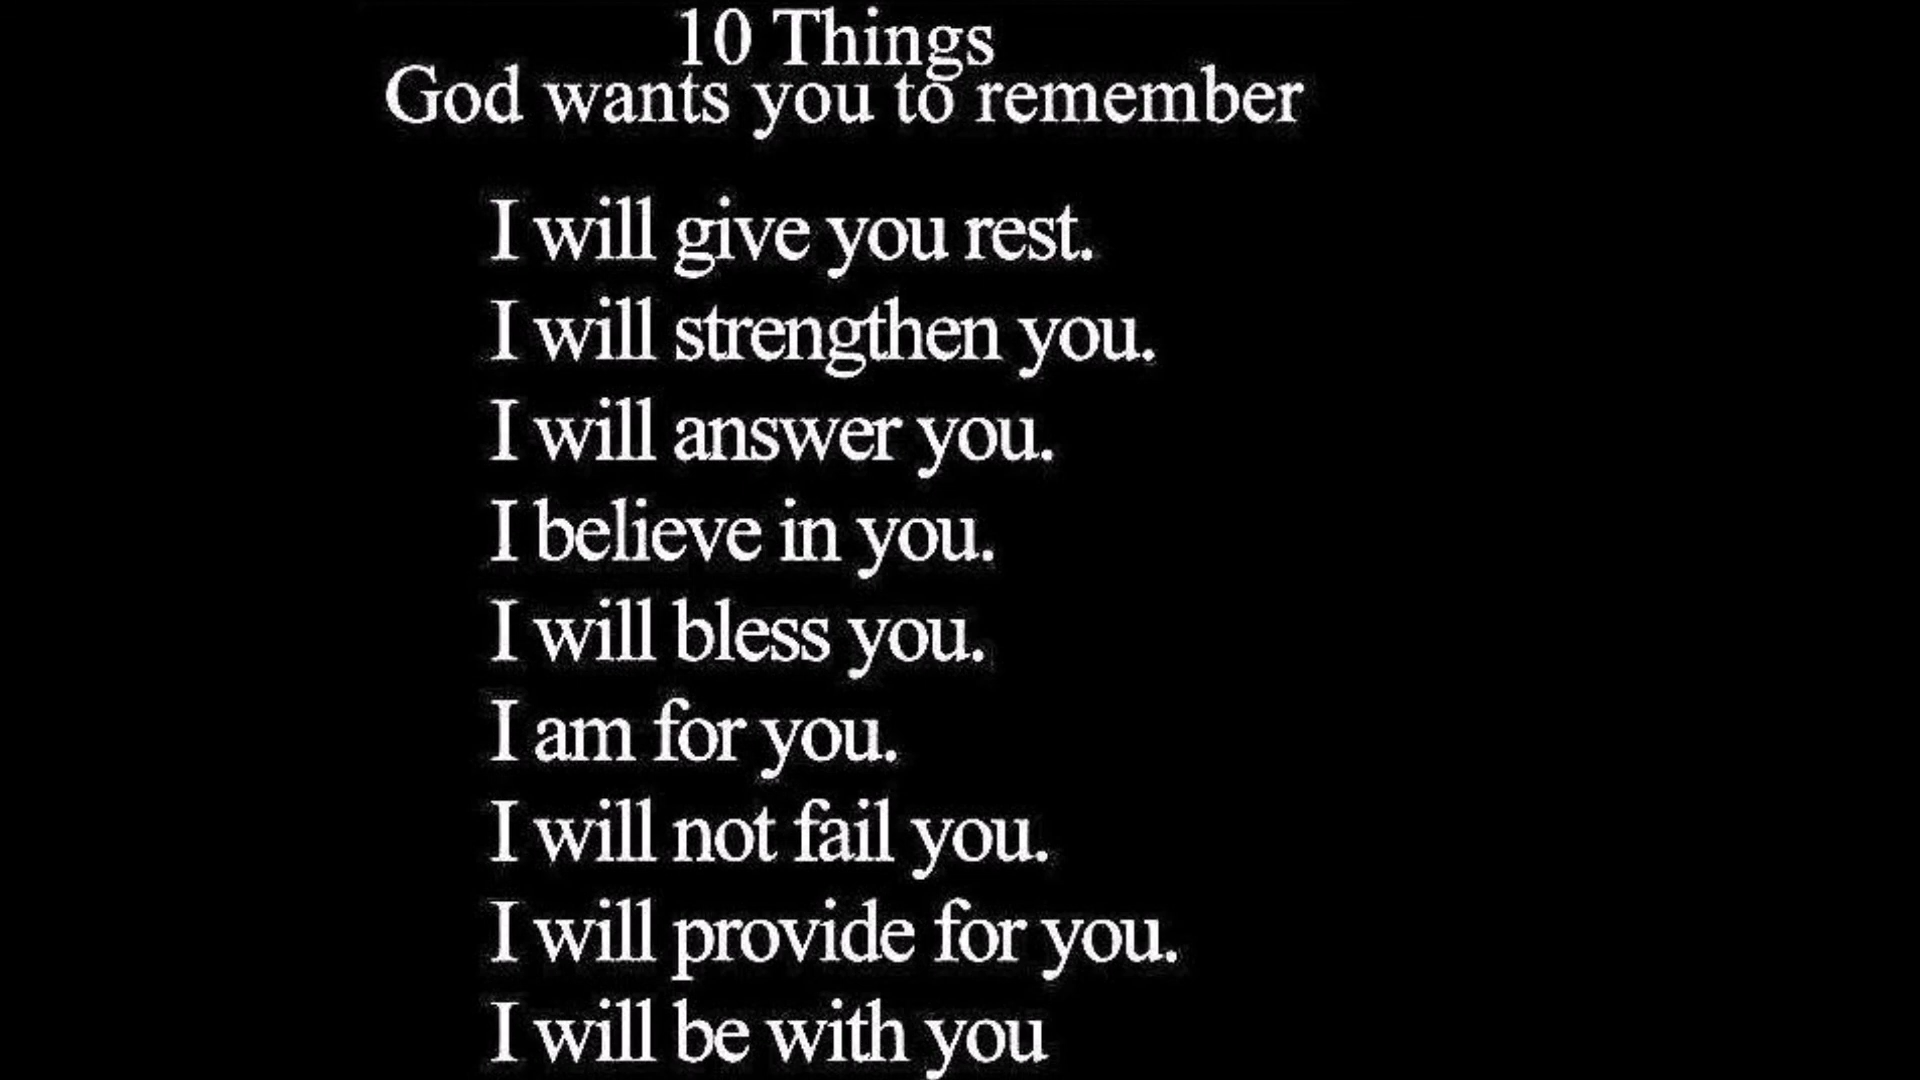 10 Things
God wants you to remember
I will give you rest.
I will strengthen you.
I will answer you.
I believe in you.
I will bless you.
I am for you.
I will not fail you.
I will provide for you.
I will be with you